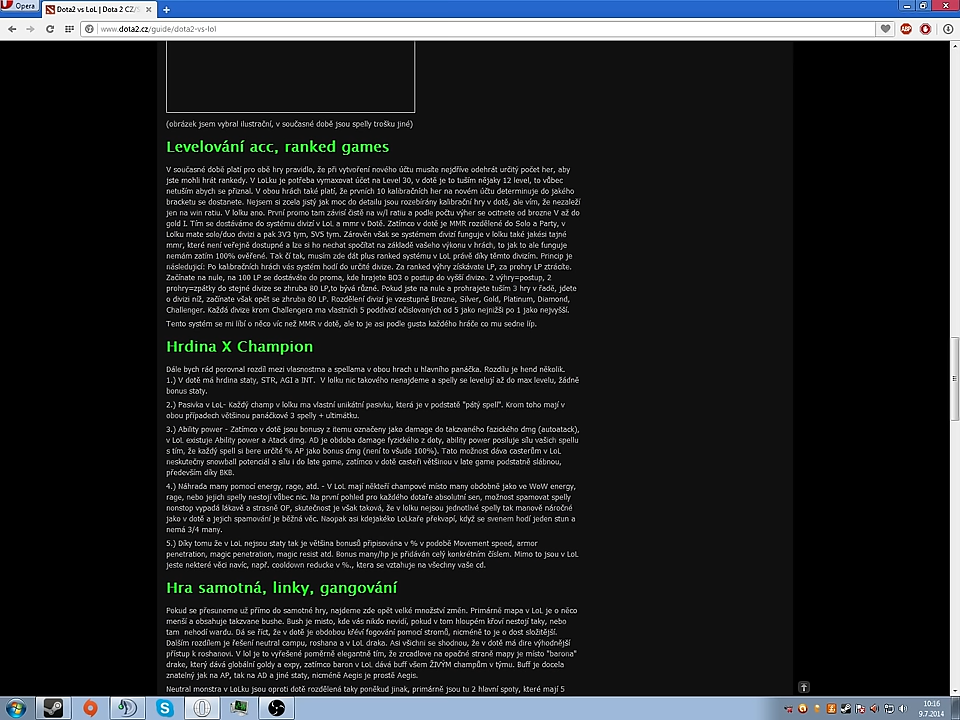 Opera
Dota2 vs LoL | Dota 2 CZ/S
www.dota2.cz/guide/dota2-vs-lol
ABP
(obrázek jsem vybral ilustrační, v současné době jsou spelly trošku jiné)
Levelování acc, ranked games
V současné době platí pro obě hry pravidlo, že při vytvoření nového účtu musíte nejdříve odehrát určitý počet her, aby
jste mohli hrát rankedy. V LoLku je potřeba vymaxovat účet na Level 30, v dotě je to tuším nějaky 12 level, to vůbec
netuším abych se přiznal. V obou hrách také platí, že prvních 10 kalibračních her na novém účtu determinuje do jakého
bracketu se dostanete. Nejsem si zcela jistý jak moc do detailu jsou rozebírány kalibrační hry v dotě, ale vím, že nezaleží
jen na win ratiu. V lolku ano. První promo tam závisí čistě na w/l ratiu a podle počtu výher se ocitnete od brozne V až do
gold I. Tím se dostáváme do systému divizí v LoL a mmr v Dotě. Zatímco v dotě je MMR rozdělené do Solo a Party, v
Lolku mate solo/duo divizi a pak 3V3 tym, 5V5 tym. Zárověn však se systémem divizí funguje v lolku také jakési tajné
mmr, které není veřejně dostupné a lze si ho nechat spočítat na základě vašeho výkonu v hrách, to jak to ale funguje
nemám zatím 100% ověřené. Tak čí tak, musím zde dát plus ranked systému v LoL právě díky těmto divizím. Princip je
následující: Po kalibračních hrách vás systém hodí do určité divize. Za ranked výhry získávate LP, za prohry LP ztrácíte.
Začínate na nule, na 100 LP se dostáváte do proma, kde hrajete BO3 o postup do vyšší divize. 2 výhry=postup, 2
prohry=zpátky do stejné divize se zhruba 80 LP,to bývá různé. Pokud jste na nule a prohrajete tuším 3 hry v řadě, jdete
o divizi níž, začínate však opět se zhruba 80 LP. Rozdělení divizí je vzestupně Brozne, Silver, Gold, Platinum, Diamond,
Challenger. Každá divize krom Challengera ma vlastních 5 poddivizí očíslovaných od 5 jako nejnižší po 1 jako nejvyšší.
Tento systém se mi líbí o něco víc než MMR v dotě, ale to je asi podle gusta každého hráče co mu sedne líp.
Hrdina X Champion
Dále bych rád porovnal rozdíl mezi vlasnostma a spellama v obou hrach u hlavního panáčka. Rozdílu je hend několik.
1.) V dotě má hrdina staty, STR, AGI a INT. V lolku nic takového nenajdeme a spelly se levelují až do max levelu, žádně
bonus staty.
2.) Pasivka v LoL- Každý champ v lolku ma vlastní unikátní pasivku, která je v podstatě "pátý spell". Krom toho mají v
obou případech většinou panáčkové 3 spelly + ultimátku.
3.) Ability power - Zatímco v dotě jsou bonusy z itemu označeny jako damage do takzvaného fazického dmg (autoatack),
v LoL existuje Ability power a Atack dmg. AD je obdoba damage fyzického z doty, ability power posiluje sílu vašich spellu
s tím, že každý spell si bere určíté % AP jako bonus dmg (není to všude 100%). Tato možnost dáva casterům v LoL
neskutečny snowball potenciál a sílu i do late game, zatímco v dotě casteři většinou v late game podstatně slábnou,
především díky BKB.
4.) Náhrada many pomocí energy, rage, atd. - V LoL mají někteří champové místo many obdobně jako ve WoW energy,
rage, nebo jejich spelly nestojí vůbec nic. Na první pohled pro každého dotaře absolutní sen, možnost spamovat spelly
nonstop vypadá lákavě a strasně OP, skutečnost je však taková, že v lolku nejsou jednotlivé spelly tak manově náročné
jako v dotě a jejich spamování je běžná věc. Naopak asi kdejakého LoLkaře překvapí, když se svenem hodí jeden stun a
nemá 3/4 many.
5.) Díky tomu že v LoL nejsou staty tak je většina bonusů připisována v % v podobě Movement speed, armor
penetration, magic penetration, magic resist atd. Bonus many/hp je přidáván celý konkrétním číslem. Mimo to jsou v LoL
jeste nekteré věci navíc, např. cooldown reducke v %., ktera se vztahuje na všechny vaše cd.
Hra samotná, linky, gangování
Pokud se přesuneme už přímo do samotné hry, najdeme zde opět velké množství změn. Primárně mapa v LoL je o něco
menší a obsahuje takzvane bushe. Bush je misto, kde vás nikdo nevidí, pokud v tom hloupém křoví nestojí taky, nebo
tam nehodí wardu. Dá se říct, že v dotě je obdobou křeví fogování pomocí stromů, nicméně to je o dost složitější.
Dalším rozdílem je řešení neutral campu, roshana a v LoL draka. Asi všichni se shodnou, že v dotě má dire výhodnější
přístup k roshanovi. V lol je to vyřešené poměrně elegantně tím, že zrcadlove na opačné straně mapy je místo "barona"
drake, který dává globální goldy a expy, zatímco baron v LoL dává buff všem ŽIVÝM champům v týmu. Buff je docela
znatelný jak na AP, tak na AD a jiné staty, nicméně Aegis je prostě Aegis.
Neutral monstra v LoLku jsou oproti dotě rozdělená taky poněkud jinak, primárně jsou tu 2 hlavní spoty, které mají 5
10:16
9.7.2014